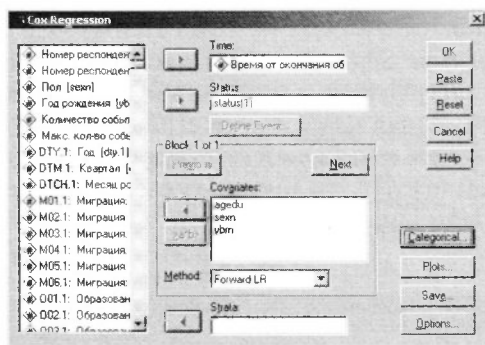 Cox Regression
Номер респонден
Номер респонден
Пол [sexn]
Год рождения [yb
Количество событ
Макс. кол-во собы
DTY.1: Год [dty.1]
DTM.1: Квартал [
DTCH.1: Месяц ро
M01.1: Миграция:
M02.1: Миграция
M03.1: Миграция:
M04.1: Миграция
M05.1: Миграция:
M06.1: Миграция:
O01.1: Образован
O02.1: Образован
Time:
Время от окончания об
Status
status(1)
Define Event...
Block 1 of 1
Previous
Next
Covariates:
agedu
sexn
ybrn
>a*b>
Method:
Forward LR
Strata:
OK
Paste
Reset
Cancel
Help
Categorical...
Plots...
Save...
Options...